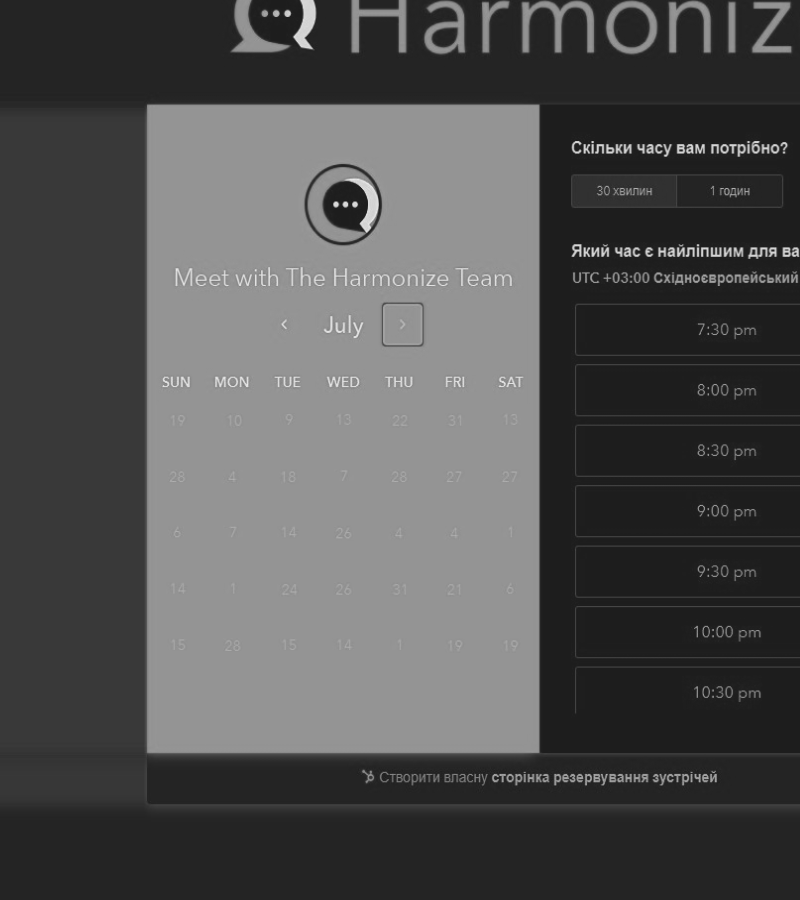 Harmoniz
Meet with The Harmonize Team
July
SUN MON TUE WED THU FRI SAT
19 10 9 13 22 31 13
28 4 18 7 28 27 27
6 7 14 26 4 4 1
14 1 24 26 31 21 6
15 28 15 14 1 19 19
Скільки часу вам потрібно?
30 хвилин 1 годин
Який час є найліпшим для ва
UTC +03:00 Східноєвропейський
7:30 pm
8:00 pm
8:30 pm
9:00 pm
9:30 pm
10:00 pm
10:30 pm
Створити власну сторінка резервування зустрічей